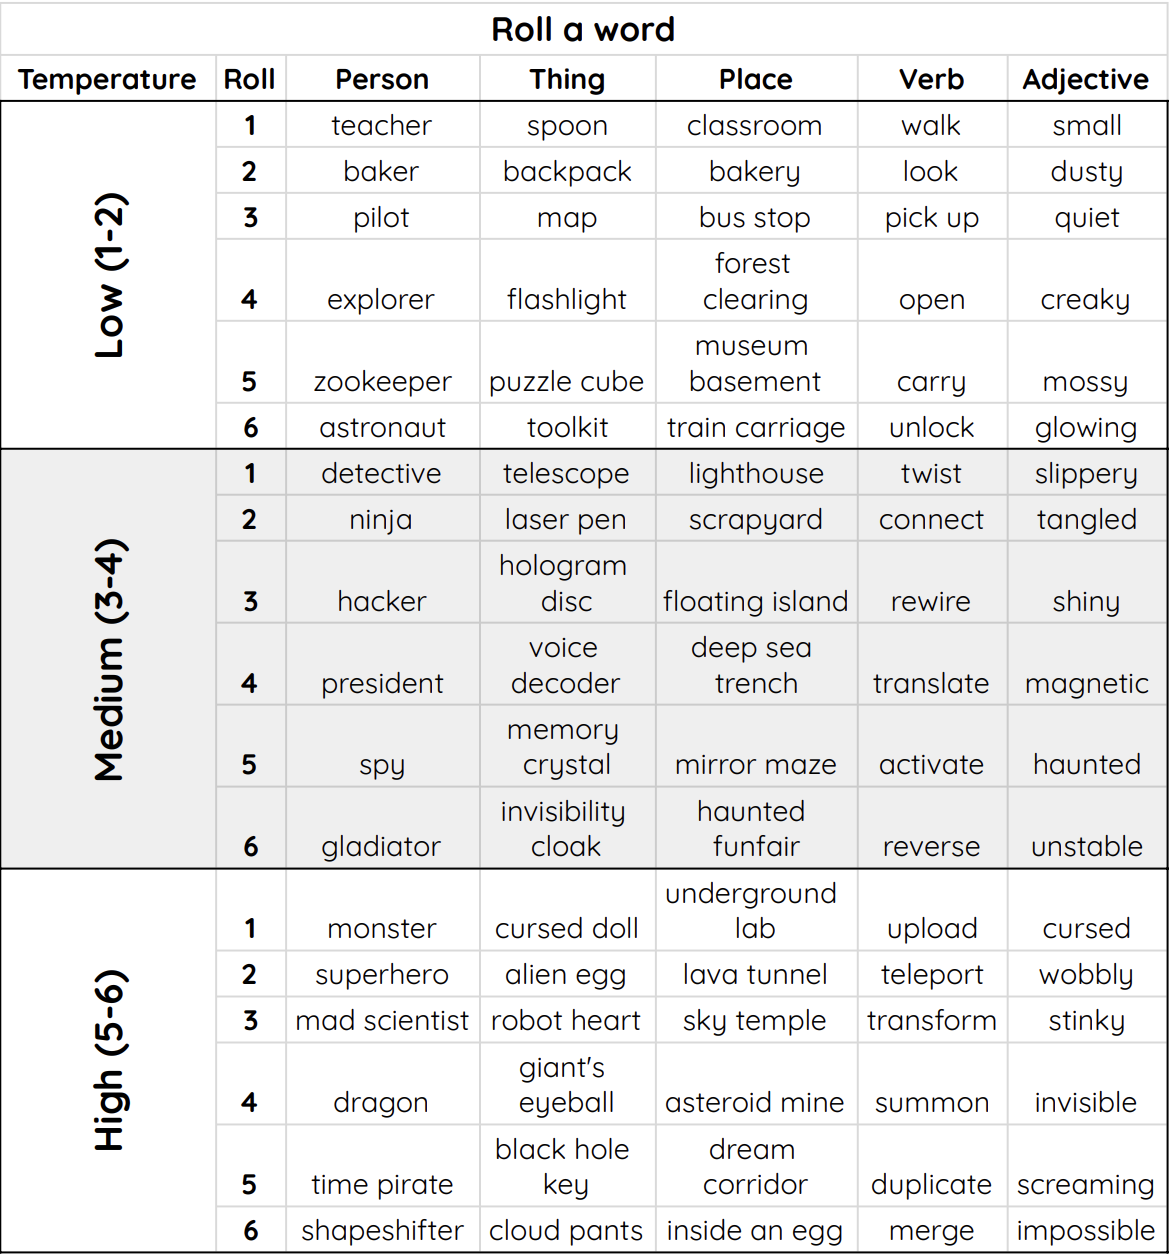 Roll a word
Temperature Roll Person Thing Place Verb Adjective
Low (1-2)
1 teacher spoon classroom walk small
2 baker backpack bakery look dusty
3 pilot map bus stop pick up quiet
4 explorer flashlight forest clearing open creaky
5 zookeeper puzzle cube museum basement carry mossy
6 astronaut toolkit train carriage unlock glowing
Medium (3-4)
1 detective telescope lighthouse twist slippery
2 ninja laser pen scrapyard connect tangled
3 hacker hologram disc floating island rewire shiny
4 president voice decoder deep sea trench translate magnetic
5 spy memory crystal mirror maze activate haunted
6 gladiator invisibility cloak haunted funfair reverse unstable
High (5-6)
1 monster cursed doll underground lab upload cursed
2 superhero alien egg lava tunnel teleport wobbly
3 mad scientist robot heart sky temple transform stinky
4 dragon giant's eyeball asteroid mine summon invisible
5 time pirate black hole key dream corridor duplicate screaming
6 shapeshifter cloud pants inside an egg merge impossible